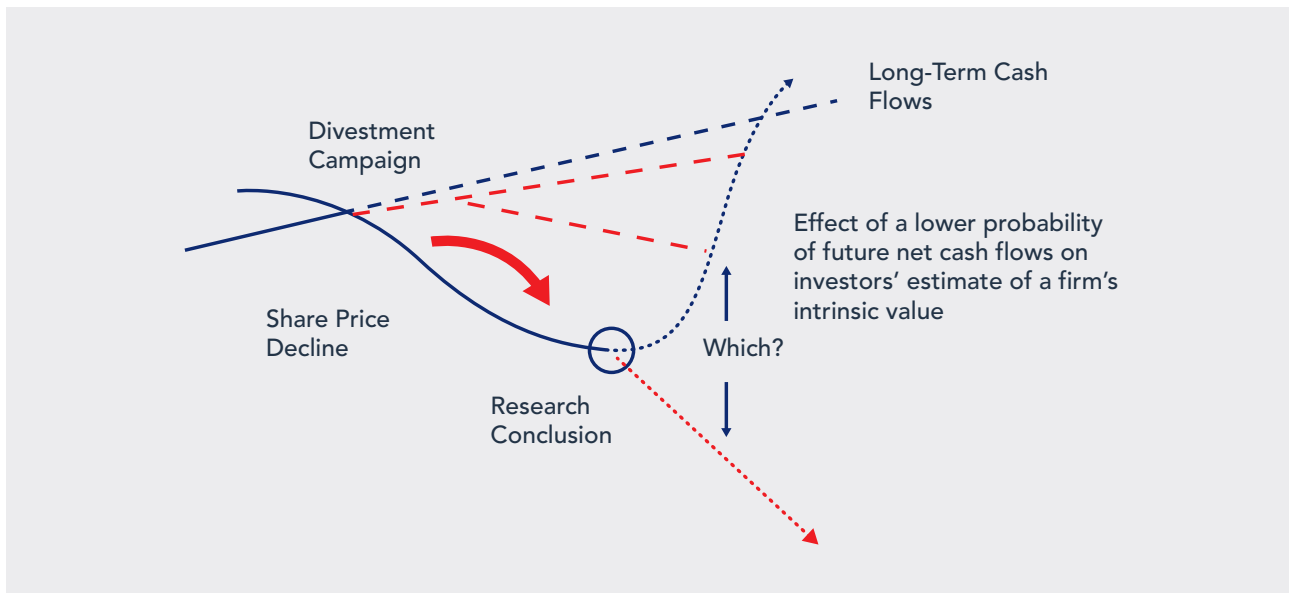 Long-Term Cash
Flows
Divestment
Campaign
Effect of a lower probability
of future net cash flows on
investors’ estimate of a firm’s
intrinsic value
Share Price
Decline
Which?
Research
Conclusion